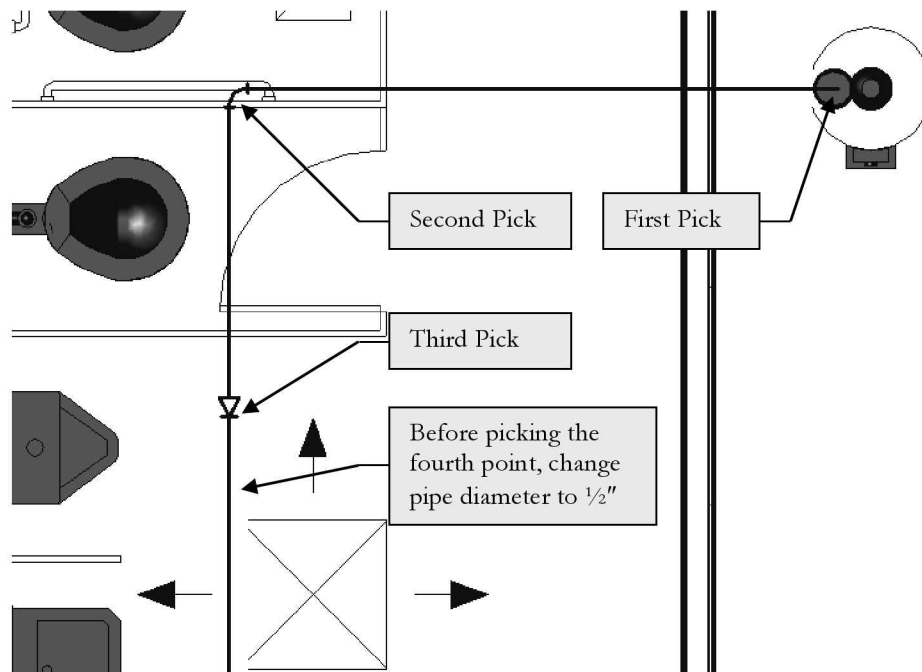 Second Pick
First Pick
Third Pick
Before picking the
fourth point, change
pipe diameter to ½″